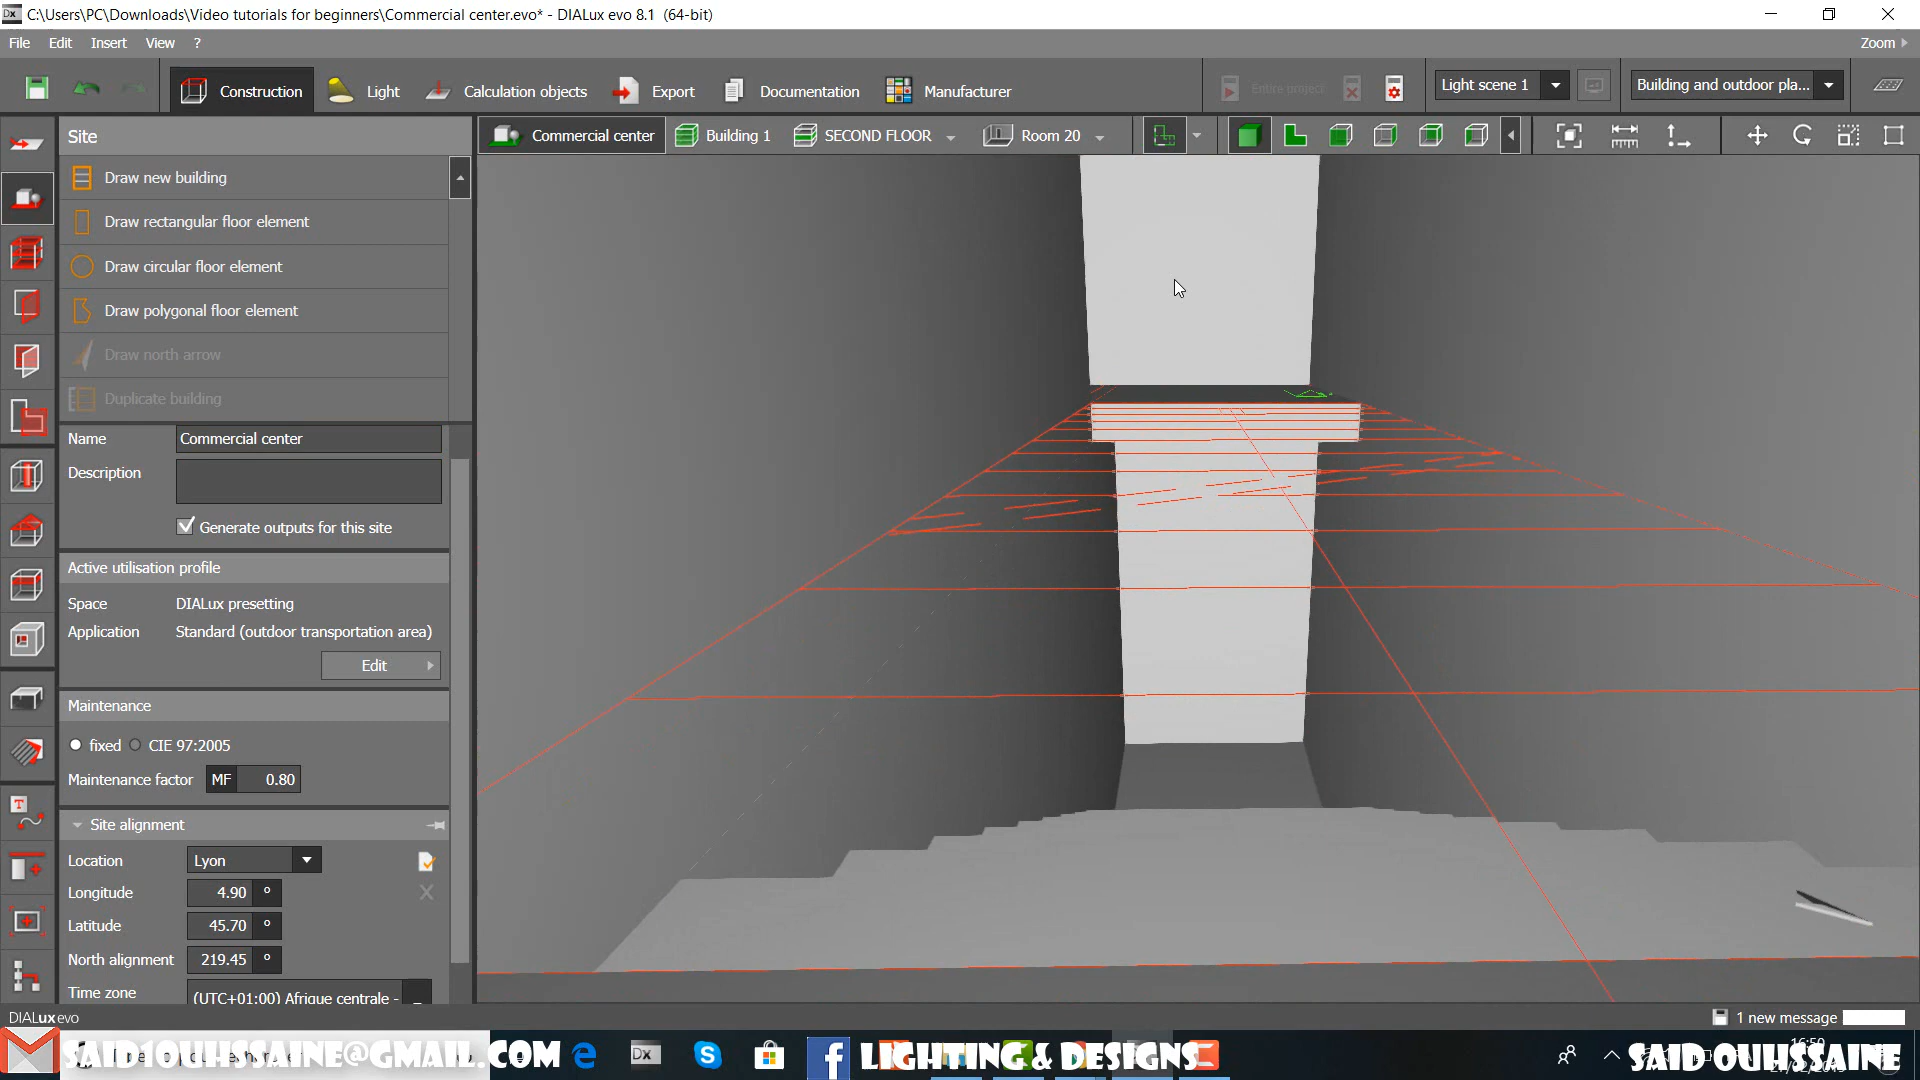 C:\Users\PC\Downloads\Video tutorials for beginners\Commercial center.evo* - DIALux evo 8.1  (64-bit)
File Edit Insert View ? Zoom
Construction Light Calculation objects Export Documentation Manufacturer Entire project Light scene 1 Building and outdoor pla...
Site Commercial center Building 1 SECOND FLOOR Room 20
Draw new building
Draw rectangular floor element
Draw circular floor element
Draw polygonal floor element
Draw north arrow
Duplicate building
Name Commercial center
Description
Generate outputs for this site
Active utilisation profile
Space DIALux presetting
Application Standard (outdoor transportation area)
Edit
Maintenance
fixed CIE 97:2005
Maintenance factor MF 0.80
Site alignment
Location Lyon
Longitude 4.90 °
Latitude 45.70 °
North alignment 219.45 °
Time zone (UTC+01:00) Afrique centrale -
DIALux evo 1 new message
SAID1OUHSSAINE@GMAIL.COM LIGHTING & DESIGNS SAID OUHSSAINE